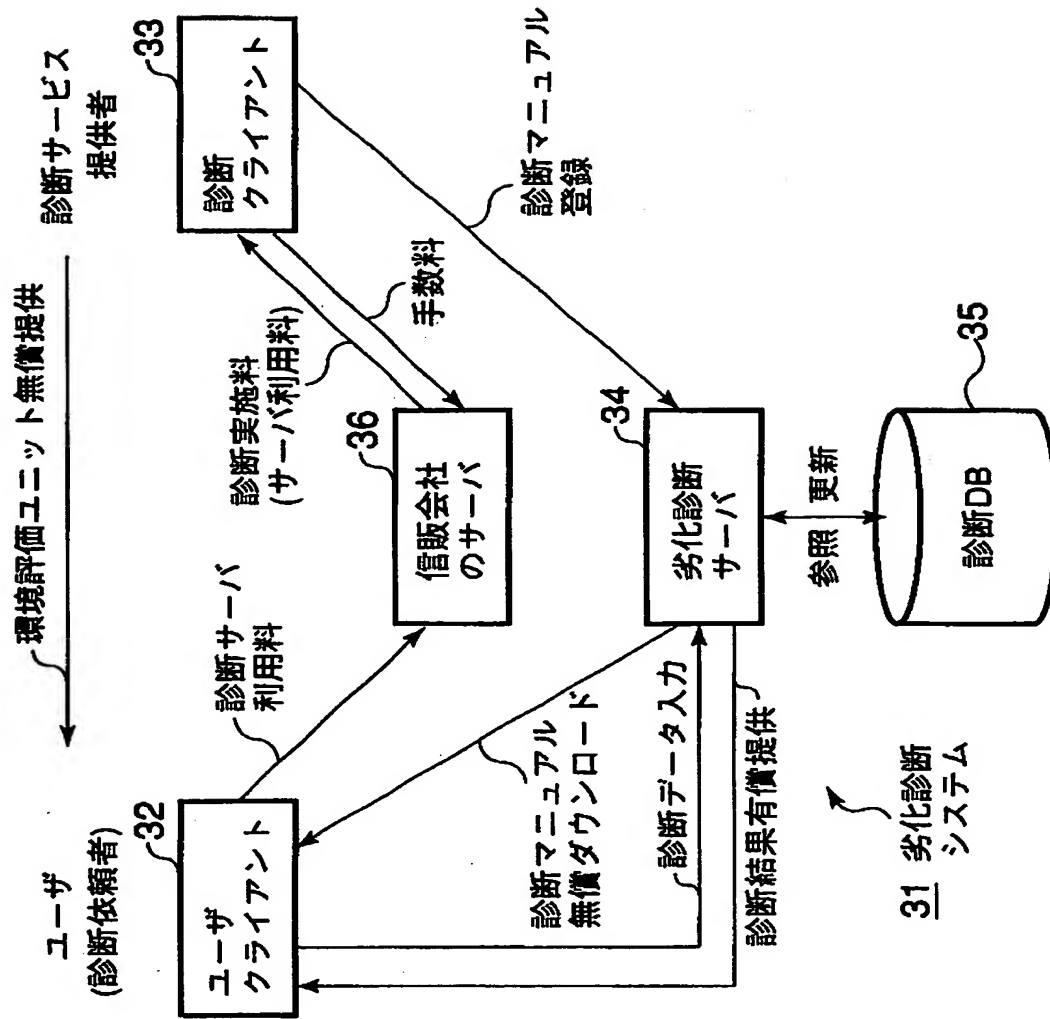 ユーザ
(診断依頼者)
環境評価ユニット無償提供
診断サービス
提供者
32
ユーザ
クライアント
33
診断
クライアント
診断サーバ
利用料
診断実施料
(サーバ利用料)
手数料
36
信販会社
のサーバ
診断マニュアル
登録
診断マニュアル
無償ダウンロード
診断データ入力
診断結果有償提供
34
劣化診断
サーバ
参照
更新
35
診断DB
31 劣化診断
システム